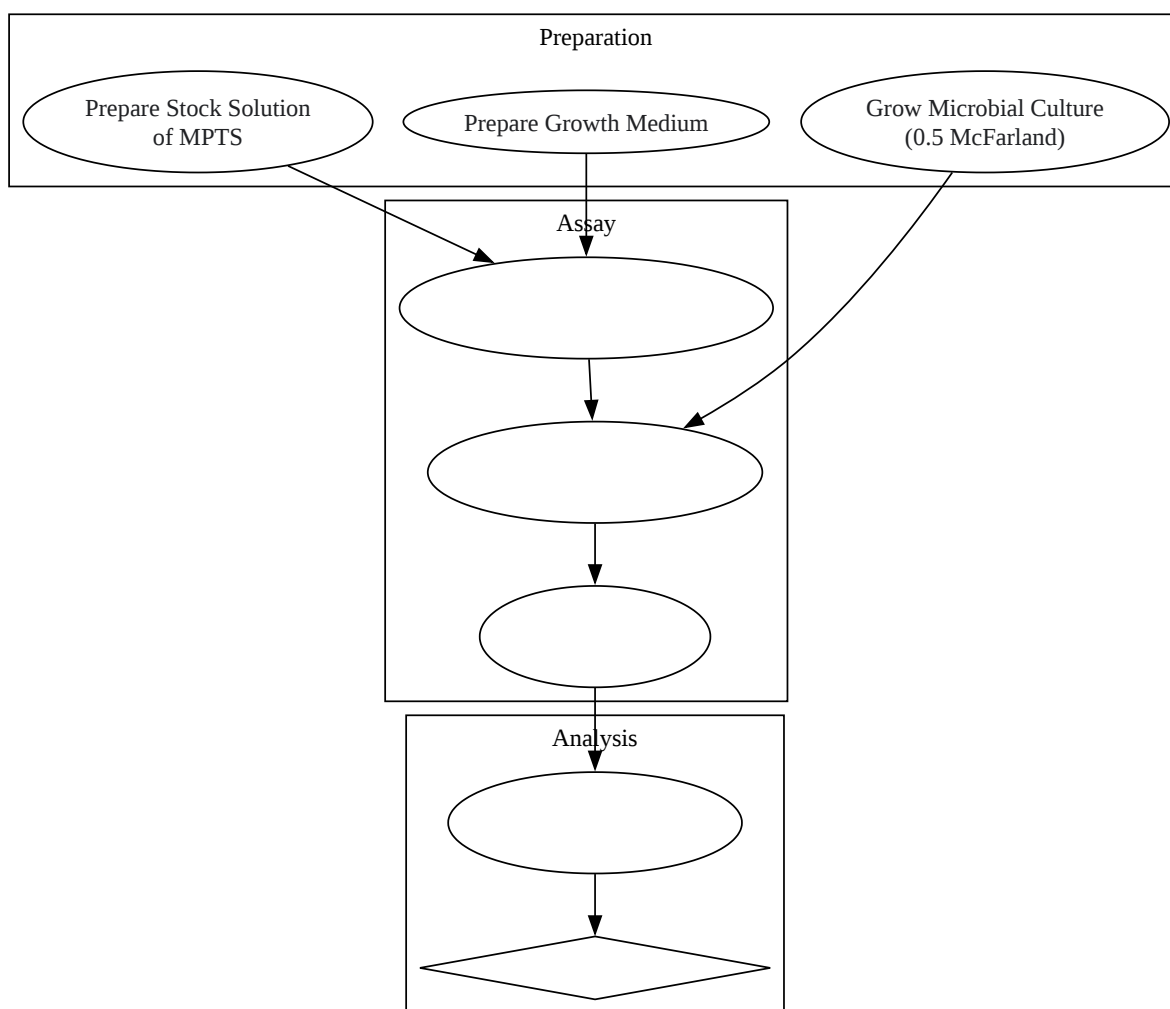 Preparation
Prepare Stock Solution
of MPTS
Prepare Growth Medium
Grow Microbial Culture
(0.5 McFarland)
Assay
Analysis